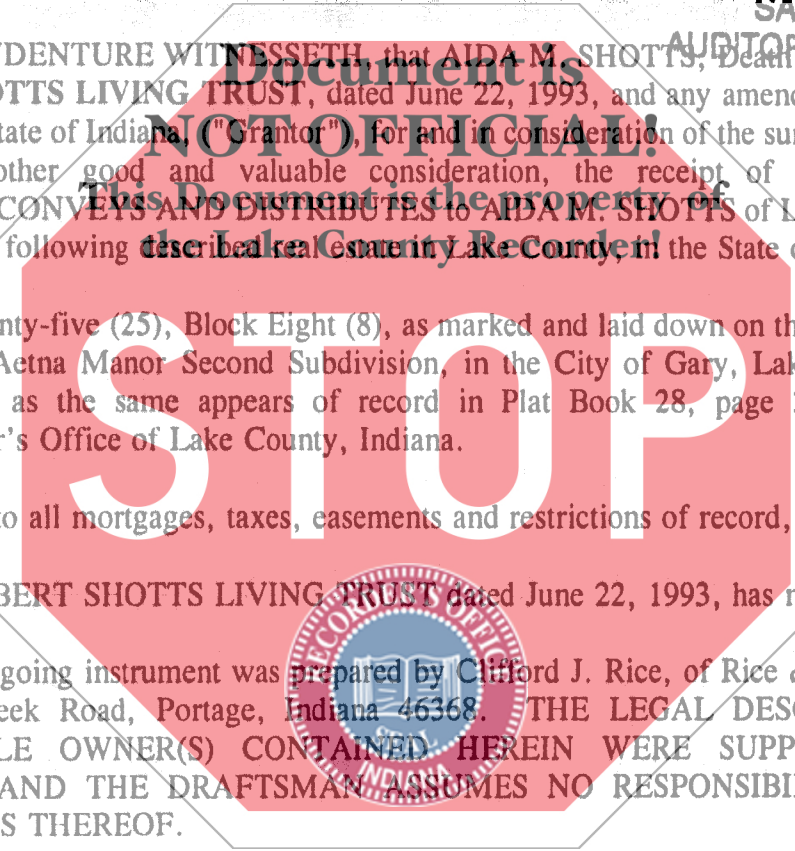 SA
AUDITOR
DENTURE WITNESSETH, that AIDA M. SHOTTS, Death
OTTS LIVING TRUST, dated June 22, 1993, and any amend
tate of Indiana, ("Grantor"), for and in consideration of the su
other good and valuable consideration, the receipt of
CONVEYS AND DISTRIBUTES to AIDA M. SHOTTS of L
following described real estate in Lake County, in the State o
Document is
NOT OFFICIAL!
This Document is the property of
the Lake County Recorder!
nty-five (25), Block Eight (8), as marked and laid down on th
Aetna Manor Second Subdivision, in the City of Gary, Lak
as the same appears of record in Plat Book 28, page
r's Office of Lake County, Indiana.
STOP
o all mortgages, taxes, easements and restrictions of record,
BERT SHOTTS LIVING TRUST dated June 22, 1993, has
going instrument was prepared by Clifford J. Rice, of Rice
eek Road, Portage, Indiana 46368. THE LEGAL DES
LE OWNER(S) CONTAINED HEREIN WERE SUPP
AND THE DRAFTSMAN ASSUMES NO RESPONSIBI
S THEREOF.
RECORDER'S OFFICE
SEAL
INDIANA